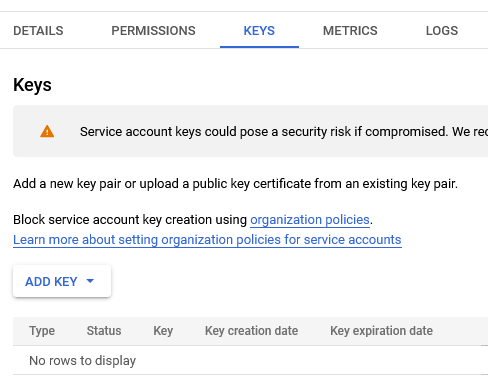 DETAILS PERMISSIONS KEYS METRICS LOGS
Keys
Service account keys could pose a security risk if compromised. We
Add a new key pair or upload a public key certificate from an existing key pair.
Block service account key creation using organization policies.
Learn more about setting organization policies for service accounts
ADD KEY
Type Status Key Key creation date Key expiration date
No rows to display